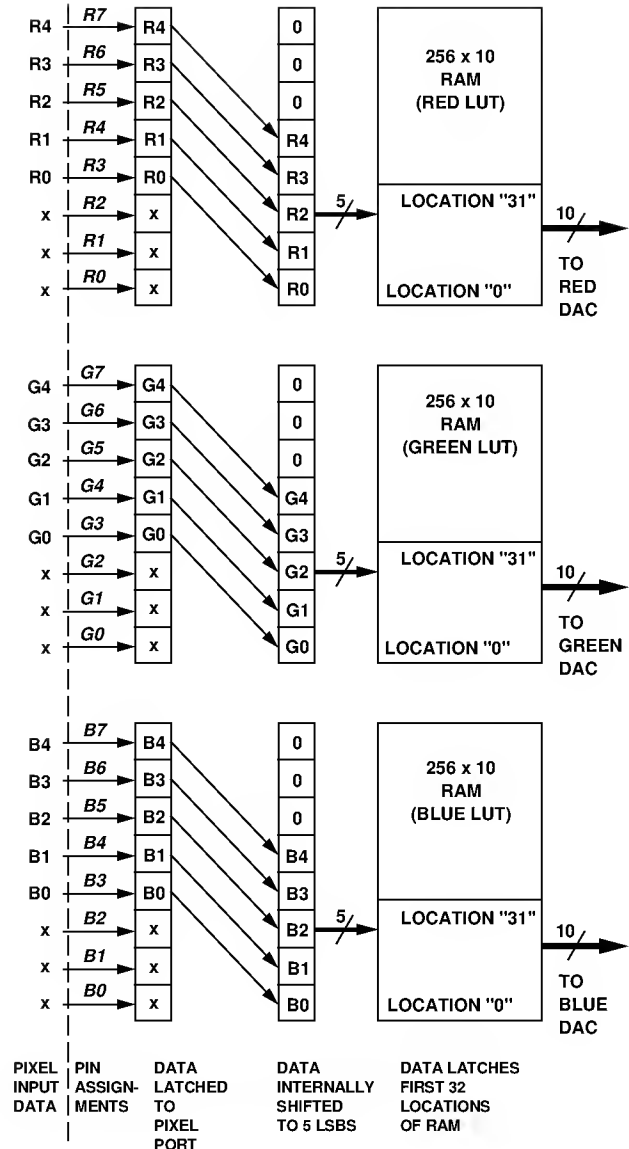 R4 R7 R4 0
R3 R6 R3 0
R2 R5 R2 0
R1 R4 R1 R4
R0 R3 R0 R3
x R2 x R2
x R1 x R1
x R0 x R0
256 x 10
RAM
(RED LUT)
5
LOCATION "31"
LOCATION "0"
10
TO
RED
DAC
G4 G7 G4 0
G3 G6 G3 0
G2 G5 G2 0
G1 G4 G1 G4
G0 G3 G0 G3
x G2 x G2
x G1 x G1
x G0 x G0
256 x 10
RAM
(GREEN LUT)
5
LOCATION "31"
LOCATION "0"
10
TO
GREEN
DAC
B4 B7 B4 0
B3 B6 B3 0
B2 B5 B2 0
B1 B4 B1 B4
B0 B3 B0 B3
x B2 x B2
x B1 x B1
x B0 x B0
256 x 10
RAM
(BLUE LUT)
5
LOCATION "31"
LOCATION "0"
10
TO
BLUE
DAC
PIXEL
INPUT
DATA
PIN
ASSIGN-
MENTS
DATA
LATCHED
TO
PIXEL
PORT
DATA
INTERNALLY
SHIFTED
TO 5 LSBS
DATA LATCHES
FIRST 32
LOCATIONS
OF RAM